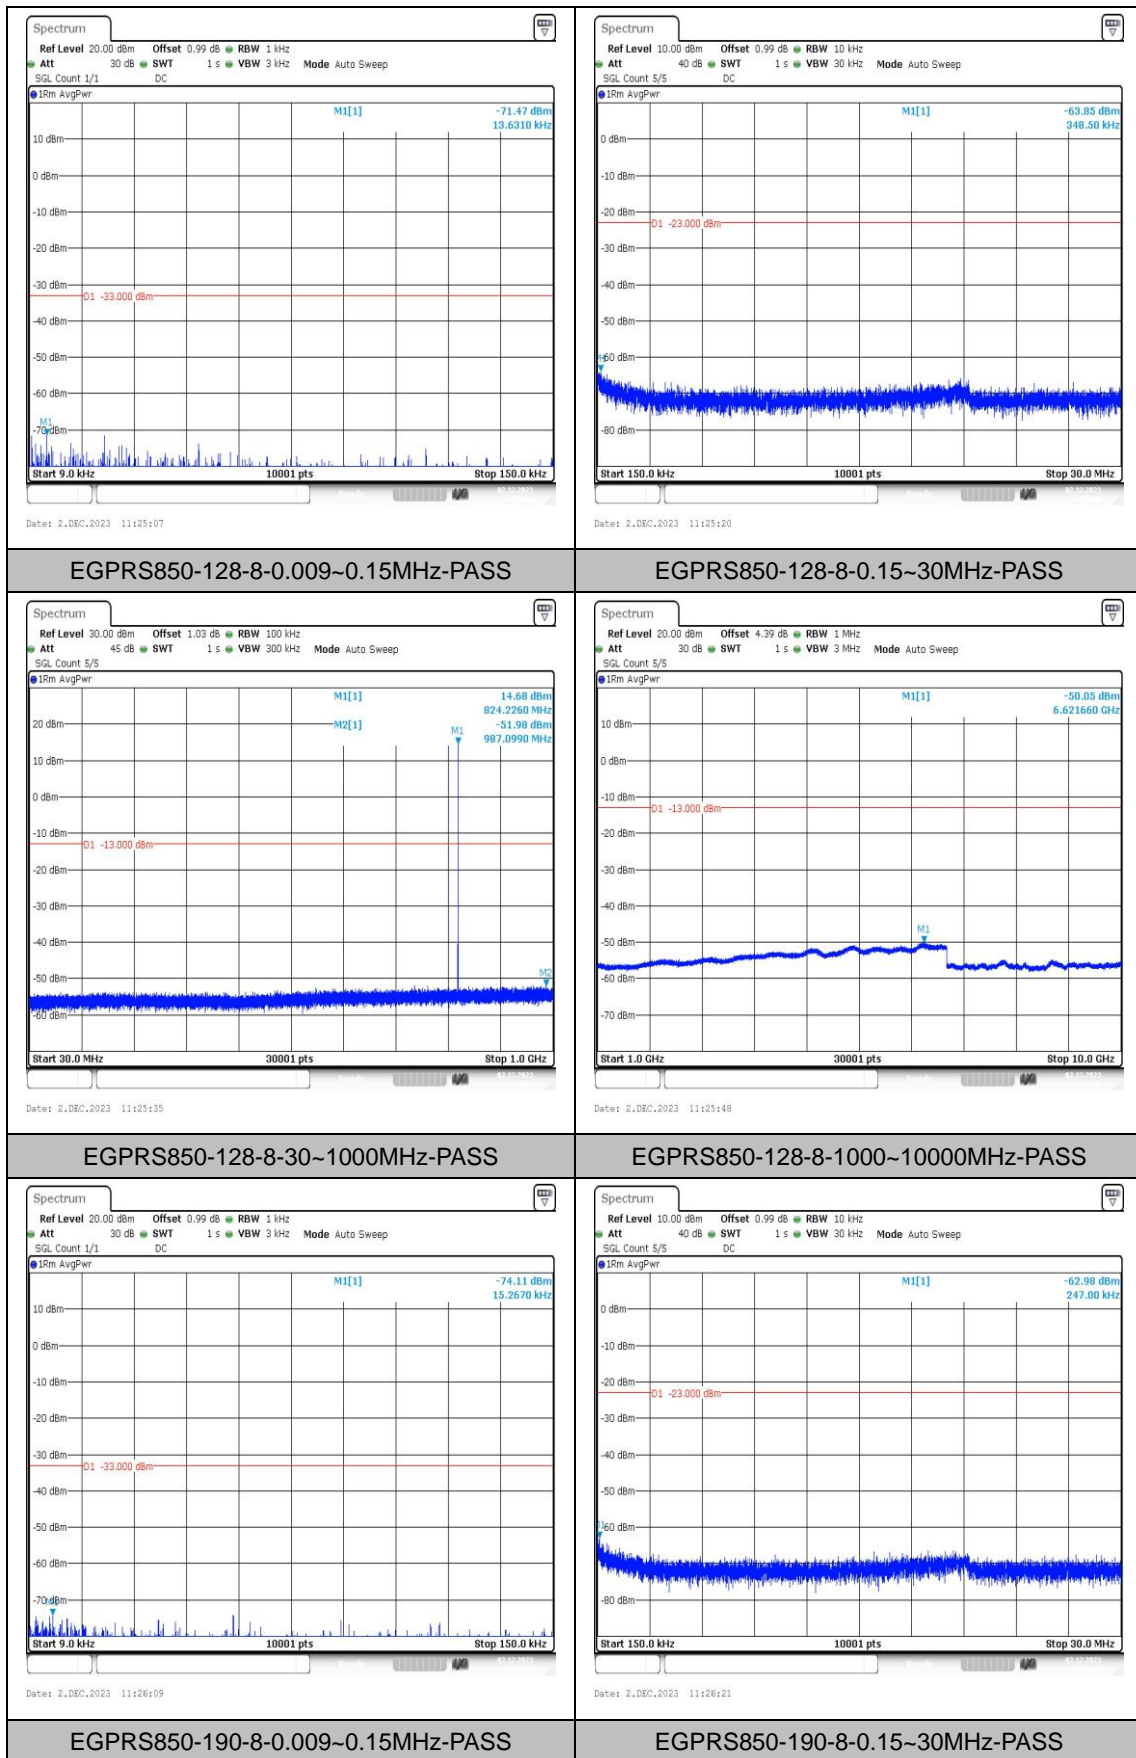 Spectrum
Ref Level 20.00 dBm Offset 0.99 dB RBW 1 kHz
Att 30 dB SWT 1 s VBW 3 kHz Mode Auto Sweep
SGL Count 1/1 DC
1Rm AvgPwr
M1[1] -71.47 dBm
13.6310 kHz
10 dBm
0 dBm
-10 dBm
-20 dBm
-30 dBm
D1 -33.000 dBm
-40 dBm
-50 dBm
-60 dBm
M1
-70 dBm
Start 9.0 kHz 10001 pts Stop 150.0 kHz
Date: 2.DEC.2023 11:25:07
Spectrum
Ref Level 10.00 dBm Offset 0.99 dB RBW 10 kHz
Att 40 dB SWT 1 s VBW 30 kHz Mode Auto Sweep
SGL Count 5/5 DC
1Rm AvgPwr
M1[1] -63.85 dBm
348.50 kHz
0 dBm
-10 dBm
-20 dBm
D1 -23.000 dBm
-30 dBm
-40 dBm
-50 dBm
-60 dBm
-80 dBm
Start 150.0 kHz 10001 pts Stop 30.0 MHz
Date: 2.DEC.2023 11:25:20
EGPRS850-128-8-0.009~0.15MHz-PASS
EGPRS850-128-8-0.15~30MHz-PASS
Spectrum
Ref Level 30.00 dBm Offset 1.03 dB RBW 100 kHz
Att 45 dB SWT 1 s VBW 300 kHz Mode Auto Sweep
SGL Count 5/5
1Rm AvgPwr
M1[1] 14.68 dBm
824.2260 MHz
M2[1] -51.98 dBm
987.0990 MHz
20 dBm
M1
10 dBm
0 dBm
-10 dBm
D1 -13.000 dBm
-20 dBm
-30 dBm
-40 dBm
-50 dBm
M2
-60 dBm
Start 30.0 MHz 30001 pts Stop 1.0 GHz
Date: 2.DEC.2023 11:25:35
Spectrum
Ref Level 20.00 dBm Offset 4.39 dB RBW 1 MHz
Att 30 dB SWT 1 s VBW 3 MHz Mode Auto Sweep
SGL Count 5/5
1Rm AvgPwr
M1[1] -50.05 dBm
6.621660 GHz
10 dBm
0 dBm
-10 dBm
D1 -13.000 dBm
-20 dBm
-30 dBm
-40 dBm
M1
-50 dBm
-60 dBm
-70 dBm
Start 1.0 GHz 30001 pts Stop 10.0 GHz
Date: 2.DEC.2023 11:25:48
EGPRS850-128-8-30~1000MHz-PASS
EGPRS850-128-8-1000~10000MHz-PASS
Spectrum
Ref Level 20.00 dBm Offset 0.99 dB RBW 1 kHz
Att 30 dB SWT 1 s VBW 3 kHz Mode Auto Sweep
SGL Count 1/1 DC
1Rm AvgPwr
M1[1] -74.11 dBm
15.2670 kHz
10 dBm
0 dBm
-10 dBm
-20 dBm
-30 dBm
D1 -33.000 dBm
-40 dBm
-50 dBm
-60 dBm
-70 dBm
Start 9.0 kHz 10001 pts Stop 150.0 kHz
Date: 2.DEC.2023 11:26:09
Spectrum
Ref Level 10.00 dBm Offset 0.99 dB RBW 10 kHz
Att 40 dB SWT 1 s VBW 30 kHz Mode Auto Sweep
SGL Count 5/5 DC
1Rm AvgPwr
M1[1] -62.98 dBm
247.00 kHz
0 dBm
-10 dBm
-20 dBm
D1 -23.000 dBm
-30 dBm
-40 dBm
-50 dBm
-60 dBm
-80 dBm
Start 150.0 kHz 10001 pts Stop 30.0 MHz
Date: 2.DEC.2023 11:26:21
EGPRS850-190-8-0.009~0.15MHz-PASS
EGPRS850-190-8-0.15~30MHz-PASS